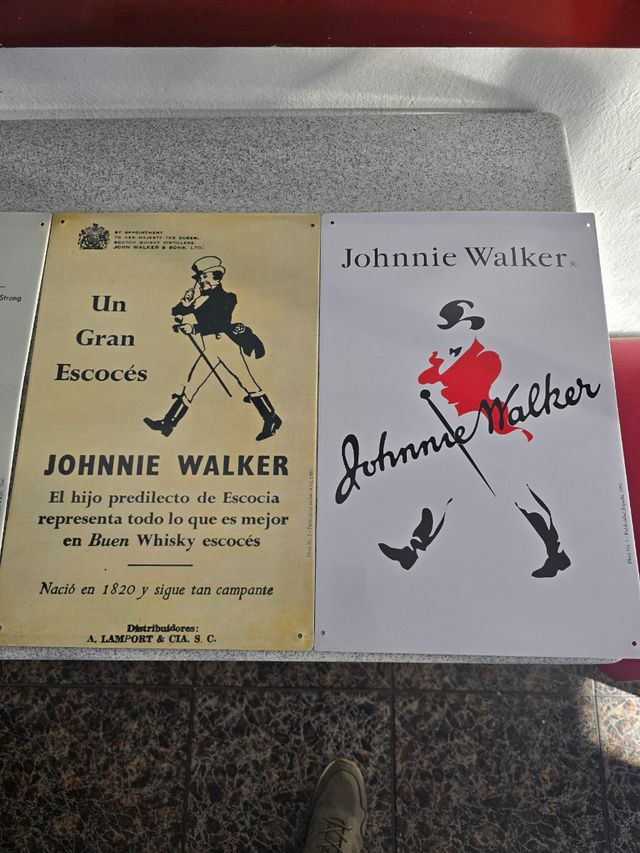 Strong
BY APPOINTMENT
TO HER MAJESTY THE QUEEN,
SCOTCH WHISKY DISTILLERS,
JOHN WALKER & SONS, LTD.
Un
Gran
Escocés
JOHNNIE WALKER
El hijo predilecto de Escocia
representa todo lo que es mejor
en Buen Whisky escocés
Nació en 1820 y sigue tan campante
Distribuidores:
A. LAMPORT & CIA. S. C.
Johnnie Walker®
Johnnie Walker